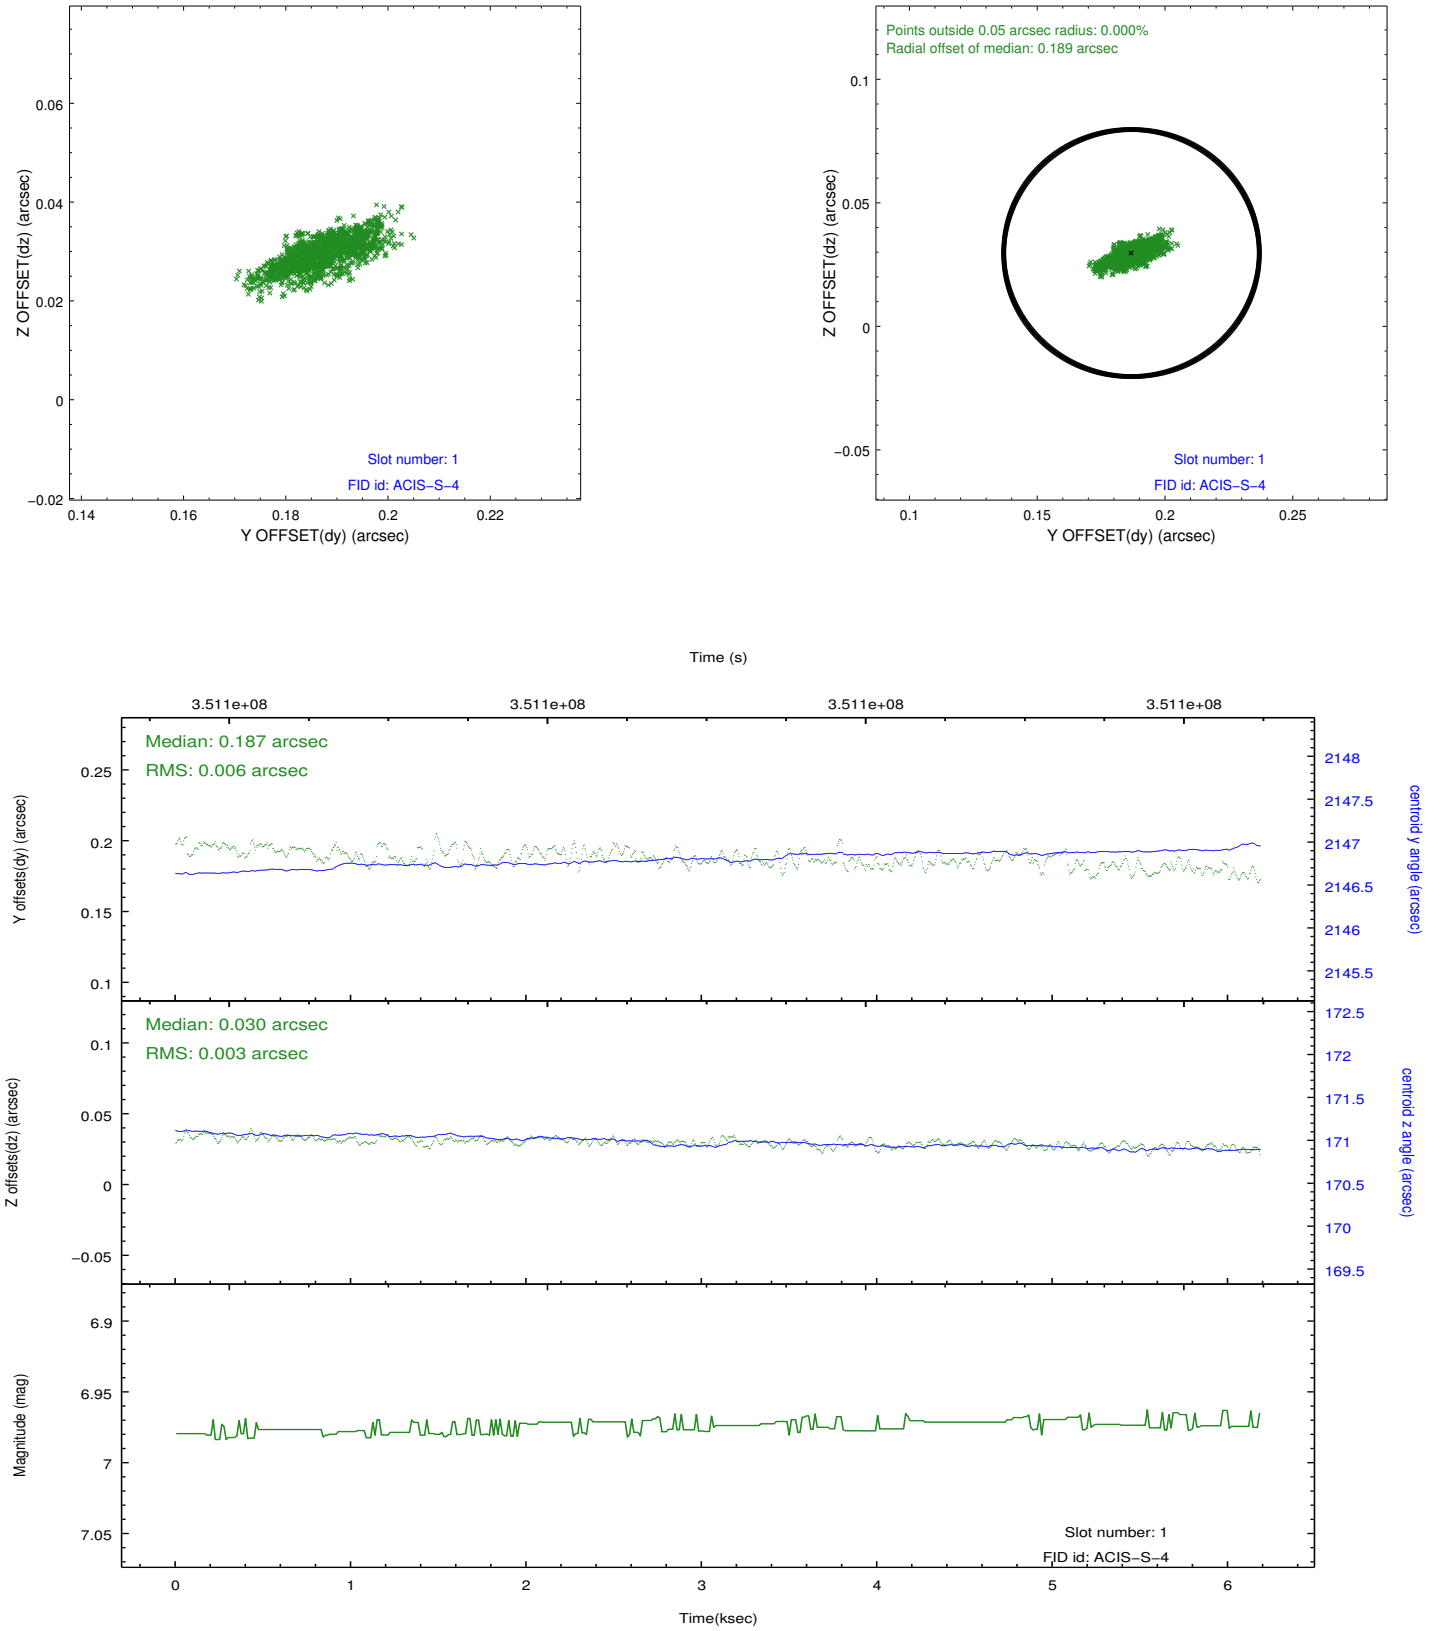 Points outside 0.05 arcsec radius: 0.000%
Radial offset of median: 0.189 arcsec
0.06
0.04
0.02
0
−0.02
Z OFFSET(dz) (arcsec)
Slot number: 1
FID id: ACIS−S−4
0.14 0.16 0.18 0.2 0.22
Y OFFSET(dy) (arcsec)
0.1
0.05
0
−0.05
Z OFFSET(dz) (arcsec)
Slot number: 1
FID id: ACIS−S−4
0.1 0.15 0.2 0.25
Y OFFSET(dy) (arcsec)
Time (s)
3.511e+08 3.511e+08 3.511e+08 3.511e+08
Median: 0.187 arcsec
RMS: 0.006 arcsec
0.25
0.2
0.15
0.1
Y offsets(dy) (arcsec)
2148
2147.5
2147
2146.5
2146
2145.5
centroid y angle (arcsec)
Median: 0.030 arcsec
RMS: 0.003 arcsec
0.1
0.05
0
−0.05
Z offsets(dz) (arcsec)
172.5
172
171.5
171
170.5
170
169.5
centroid z angle (arcsec)
6.9
6.95
7
7.05
Magnitude (mag)
Slot number: 1
FID id: ACIS−S−4
0 1 2 3 4 5 6
Time(ksec)